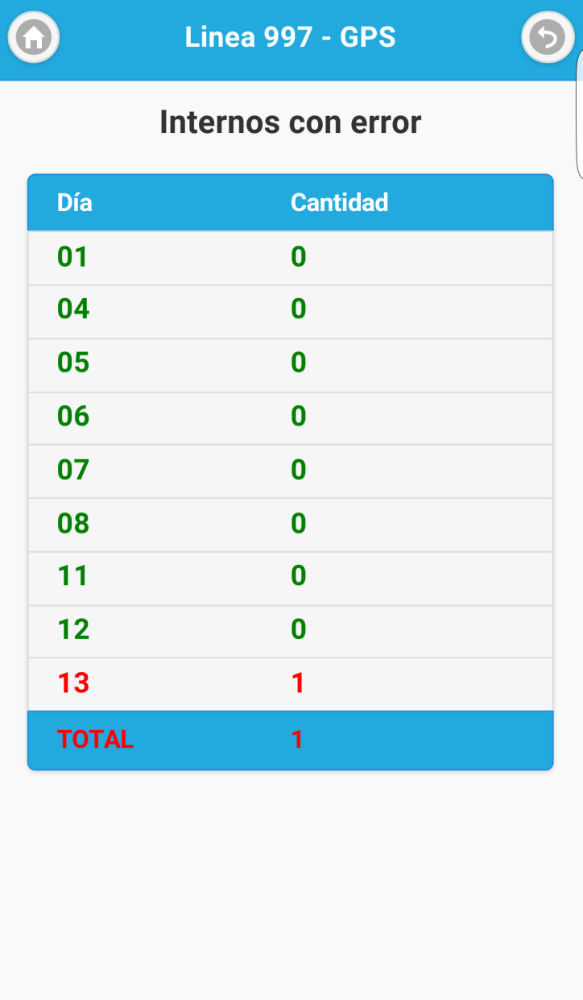 Linea 997 - GPS
Internos con error
Día Cantidad
01 0
04 0
05 0
06 0
07 0
08 0
11 0
12 0
13 1
TOTAL 1